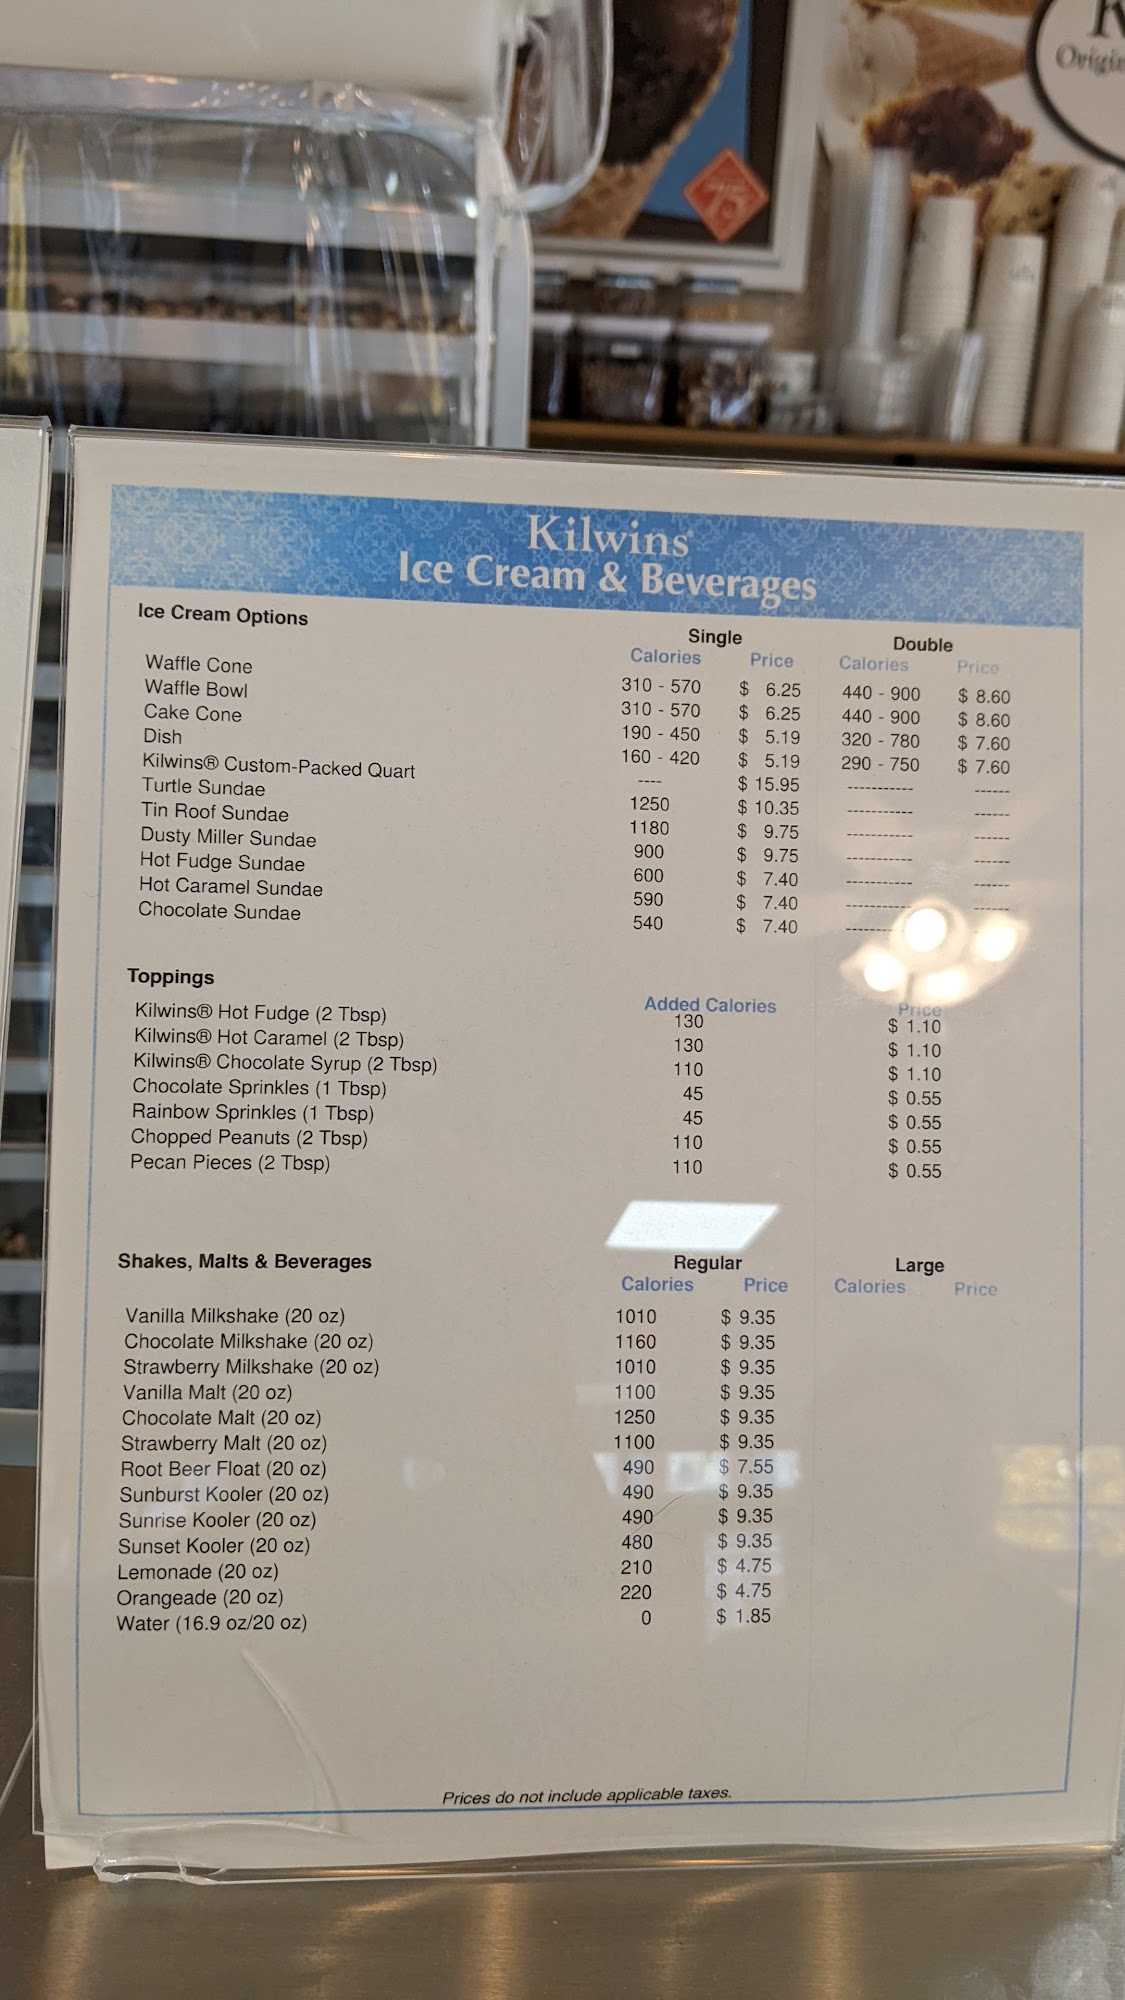 K
Origi
75
Kilwins
Ice Cream & Beverages
Ice Cream Options
Single Double
Calories Price Calories Price
Waffle Cone 310 - 570 $ 6.25 440 - 900 $ 8.60
Waffle Bowl 310 - 570 $ 6.25 440 - 900 $ 8.60
Cake Cone 190 - 450 $ 5.19 320 - 780 $ 7.60
Dish 160 - 420 $ 5.19 290 - 750 $ 7.60
Kilwins® Custom-Packed Quart ---- $ 15.95 ----------- ------
Turtle Sundae 1250 $ 10.35 ----------- ------
Tin Roof Sundae 1180 $ 9.75 ----------- ------
Dusty Miller Sundae 900 $ 9.75 ----------- ------
Hot Fudge Sundae 600 $ 7.40 ----------- ------
Hot Caramel Sundae 590 $ 7.40 ----------- ------
Chocolate Sundae 540 $ 7.40 --------
Toppings
Added Calories Price
Kilwins® Hot Fudge (2 Tbsp) 130 $ 1.10
Kilwins® Hot Caramel (2 Tbsp) 130 $ 1.10
Kilwins® Chocolate Syrup (2 Tbsp) 110 $ 1.10
Chocolate Sprinkles (1 Tbsp) 45 $ 0.55
Rainbow Sprinkles (1 Tbsp) 45 $ 0.55
Chopped Peanuts (2 Tbsp) 110 $ 0.55
Pecan Pieces (2 Tbsp) 110 $ 0.55
Shakes, Malts & Beverages
Regular Large
Calories Price Calories Price
Vanilla Milkshake (20 oz) 1010 $ 9.35
Chocolate Milkshake (20 oz) 1160 $ 9.35
Strawberry Milkshake (20 oz) 1010 $ 9.35
Vanilla Malt (20 oz) 1100 $ 9.35
Chocolate Malt (20 oz) 1250 $ 9.35
Strawberry Malt (20 oz) 1100 $ 9.35
Root Beer Float (20 oz) 490 $ 7.55
Sunburst Kooler (20 oz) 490 $ 9.35
Sunrise Kooler (20 oz) 490 $ 9.35
Sunset Kooler (20 oz) 480 $ 9.35
Lemonade (20 oz) 210 $ 4.75
Orangeade (20 oz) 220 $ 4.75
Water (16.9 oz/20 oz) 0 $ 1.85
Prices do not include applicable taxes.